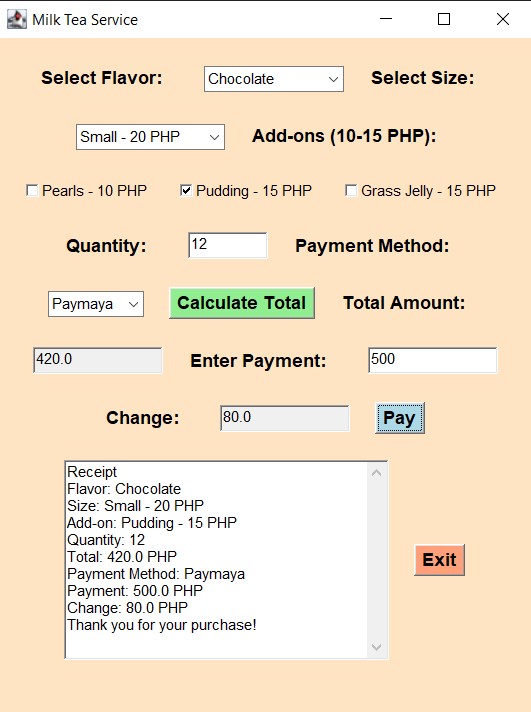 Milk Tea Service
Select Flavor: Chocolate Select Size:
Small - 20 PHP Add-ons (10-15 PHP):
Pearls - 10 PHP Pudding - 15 PHP Grass Jelly - 15 PHP
Quantity: 12 Payment Method:
Paymaya Calculate Total Total Amount:
420.0 Enter Payment: 500
Change: 80.0 Pay
Receipt
Flavor: Chocolate
Size: Small - 20 PHP
Add-on: Pudding - 15 PHP
Quantity: 12
Total: 420.0 PHP
Payment Method: Paymaya
Payment: 500.0 PHP
Change: 80.0 PHP
Thank you for your purchase!
Exit